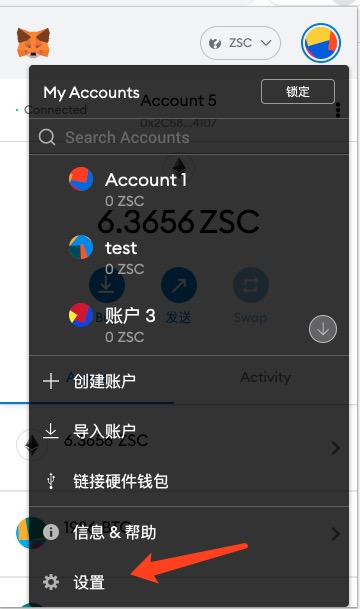 ZSC
My Accounts
锁定
Connected
Account 5
0x2C58...4107
Search Accounts
Account 1
0 ZSC
6.3656 ZSC
test
0 ZSC
账户 3
0 ZSC
发送
Swap
创建账户
Activity
导入账户
6.3656 ZSC
链接硬件钱包
信息 & 帮助
设置